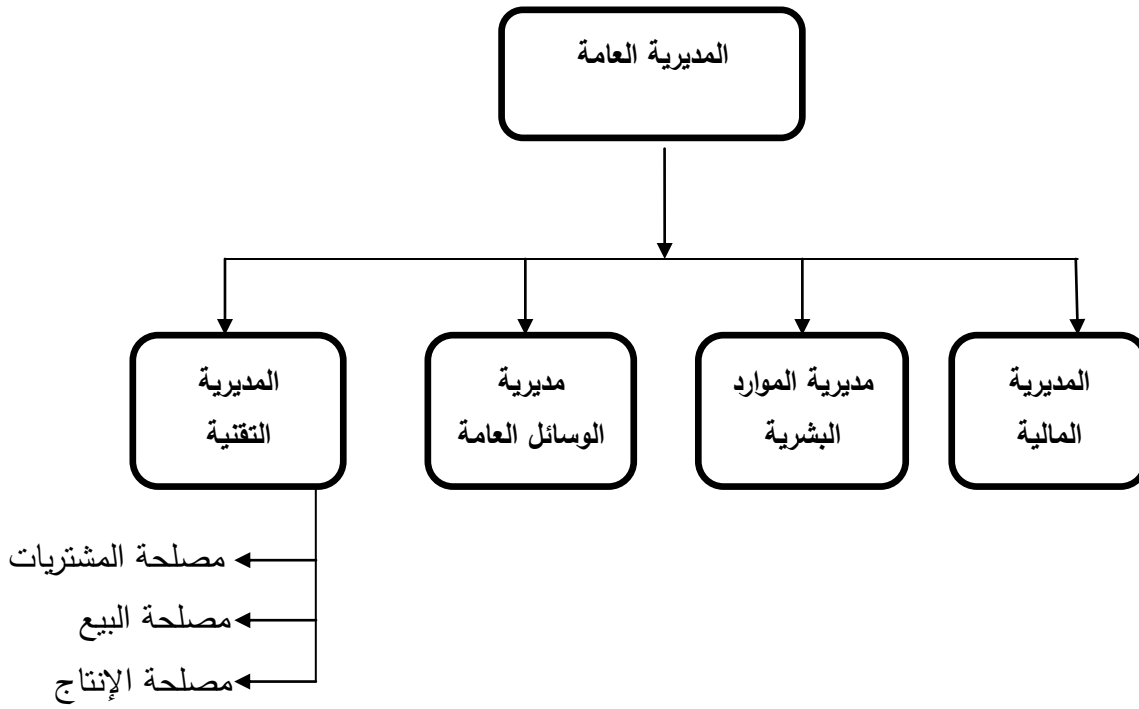 المديرية العامة
المديرية
المالية
مديرية الموارد
البشرية
مديرية
الوسائل العامة
المديرية
التقنية
مصلحة المشتريات
مصلحة البيع
مصلحة الإنتاج